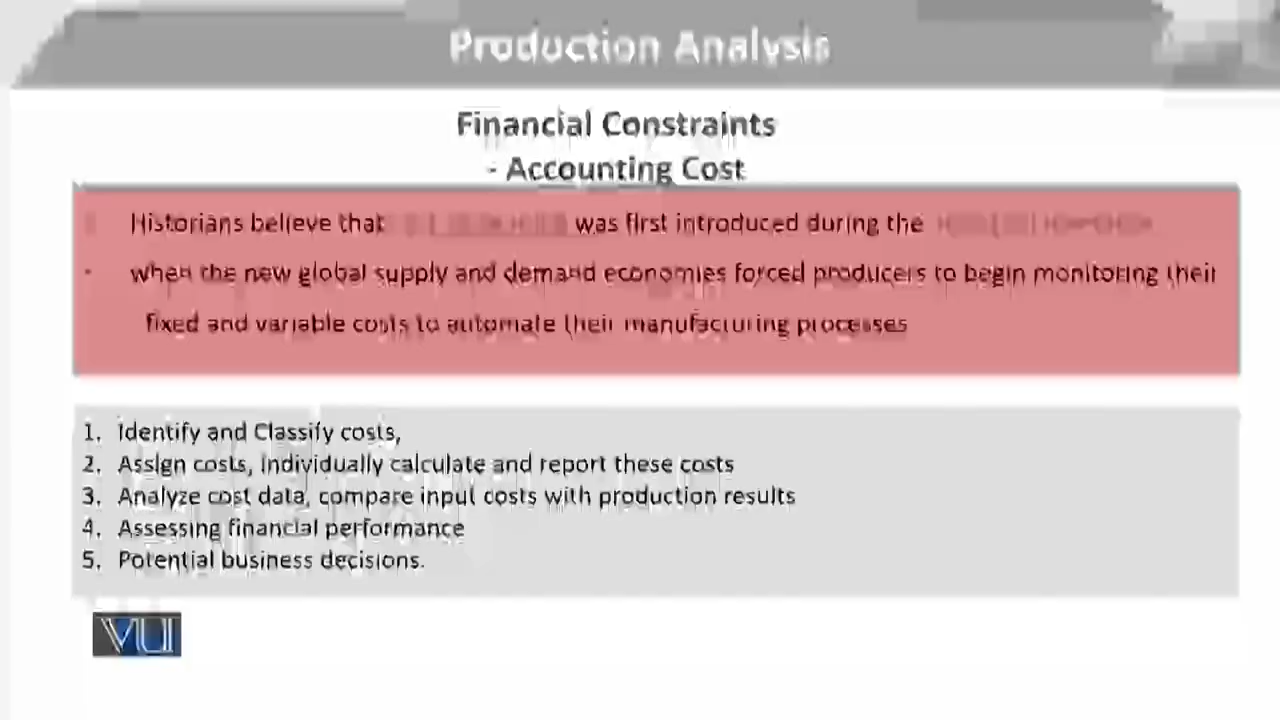 Production Analysis
Financial Constraints
- Accounting Cost
Historians believe that was first introduced during the
• when the new global supply and demand economies forced producers to begin monitoring their
fixed and variable costs to automate their manufacturing processes
1. Identify and Classify costs,
2. Assign costs, individually calculate and report these costs
3. Analyze cost data, compare input costs with production results
4. Assessing financial performance
5. Potential business decisions.
VU